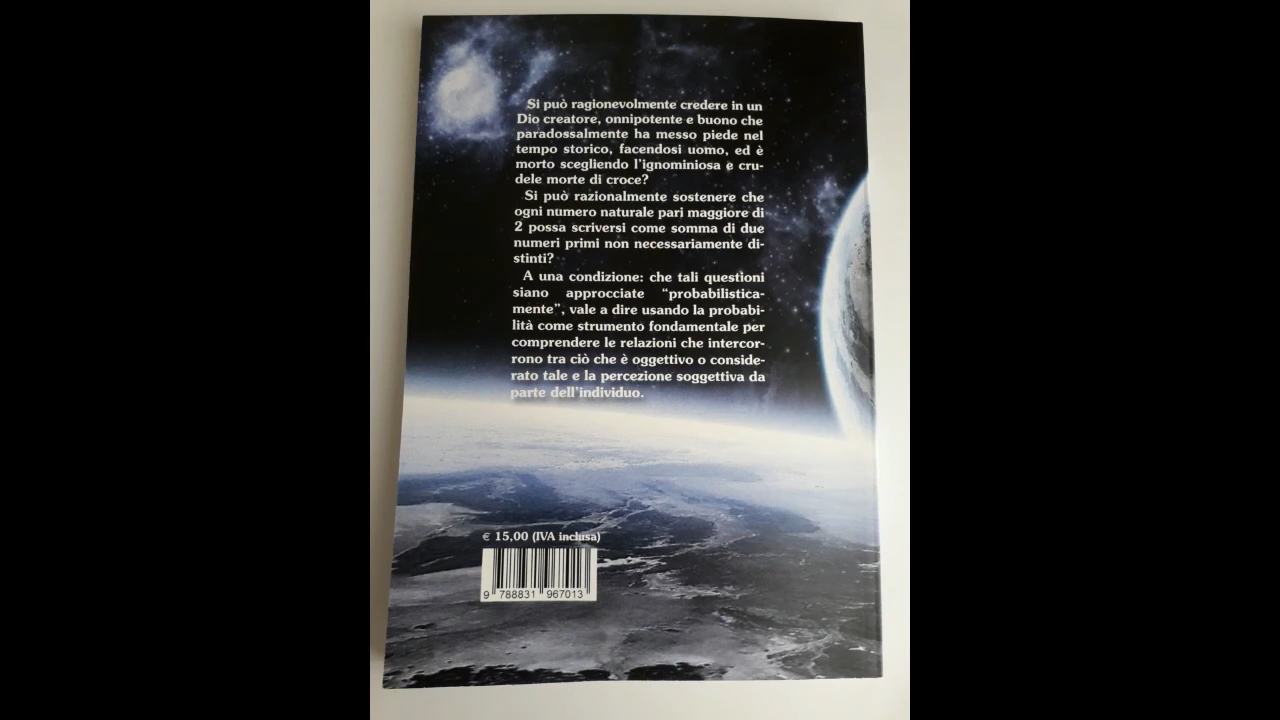 Si può ragionevolmente credere in un
Dio creatore, onnipotente e buono che
paradossalmente ha messo piede nel
tempo storico, facendosi uomo, ed è
morto scegliendo l'ignominiosa e cru-
dele morte di croce?
Si può razionalmente sostenere che
ogni numero naturale pari maggiore di
2 possa scriversi come somma di due
numeri primi non necessariamente di-
stinti?
A una condizione: che tali questioni
siano approcciate "probabilistica-
mente", vale a dire usando la probabi-
lità come strumento fondamentale per
comprendere le relazioni che intercor-
rono tra ciò che è oggettivo o conside-
rato tale e la percezione soggettiva da
parte dell'individuo.
€ 15,00 (IVA inclusa)
9 788831 967013